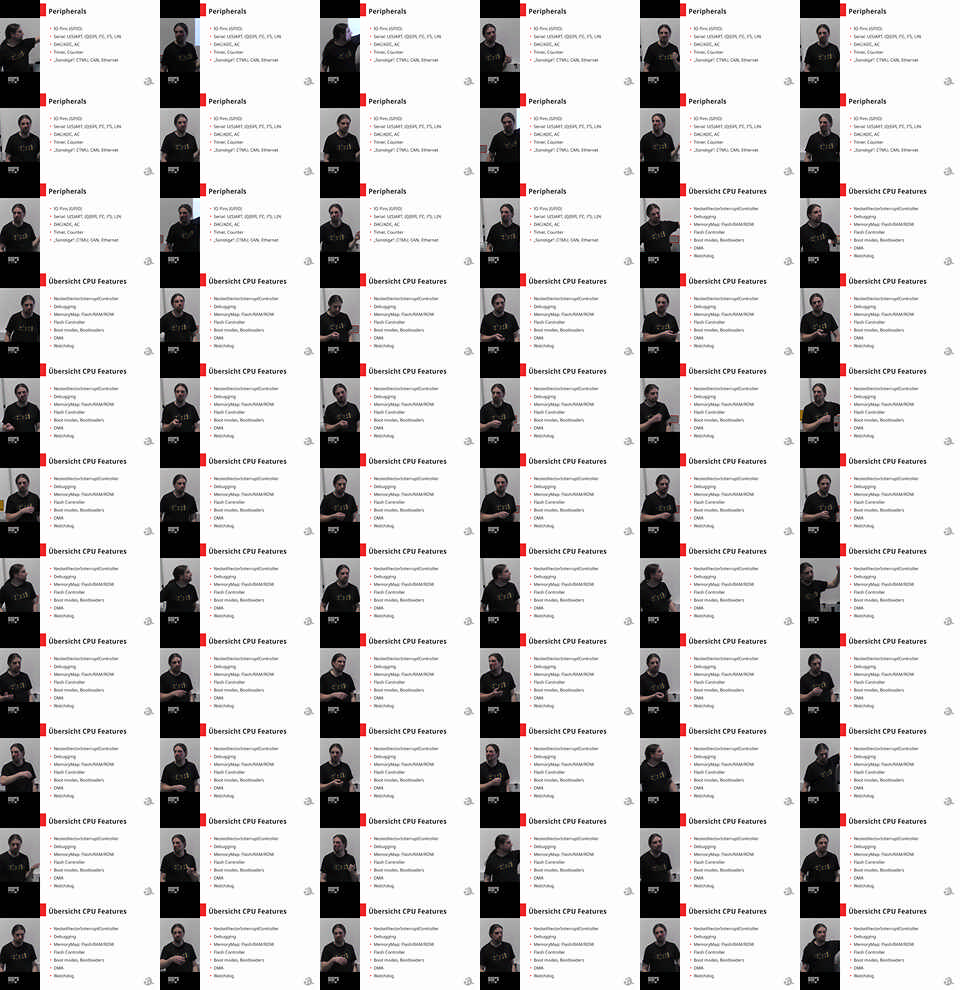 Peripherals
IO Pins (GPIO)
Serial: U(S)ART, (Q)SPI, I²C, I²S, LIN
DAC/ADC, AC
Timer, Counter
„Sonstige“: CTMU, CAN, Ethernet
Übersicht CPU Features
NestedVectorInterruptController
Debugging
MemoryMap: Flash/RAM/ROM
Flash Controller
Boot modes, Bootloaders
DMA
Watchdog